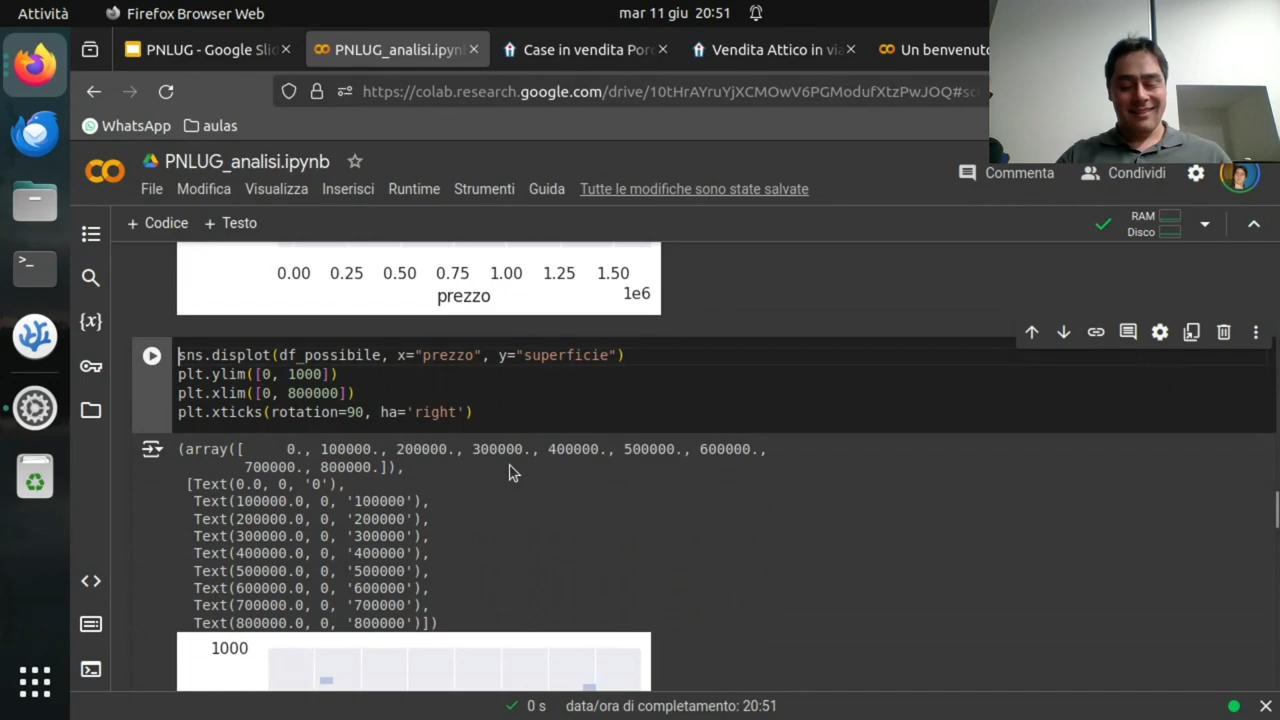 Attività
Firefox Browser Web
mar 11 giu 20:51
PNLUG - Google Slid
PNLUG_analisi.ipynl
Case in vendita Porc
Vendita Attico in via
Un benvenuto
https://colab.research.google.com/drive/10tHrAYruYjXCMOwV6PGModufXtzPwJOQ#sc
WhatsApp
aulas
PNLUG_analisi.ipynb
Commenta
Condividi
File Modifica Visualizza Inserisci Runtime Strumenti Guida Tutte le modifiche sono state salvate
+ Codice + Testo
RAM
Disco
0.00 0.25 0.50 0.75 1.00 1.25 1.50
1e6
prezzo
sns.displot(df_possibile, x="prezzo", y="superficie")
plt.ylim([0, 1000])
plt.xlim([0, 800000])
plt.xticks(rotation=90, ha='right')
(array([ 0., 100000., 200000., 300000., 400000., 500000., 600000.,
700000., 800000.]),
[Text(0.0, 0, '0'),
Text(100000.0, 0, '100000'),
Text(200000.0, 0, '200000'),
Text(300000.0, 0, '300000'),
Text(400000.0, 0, '400000'),
Text(500000.0, 0, '500000'),
Text(600000.0, 0, '600000'),
Text(700000.0, 0, '700000'),
Text(800000.0, 0, '800000')])
1000
0 s data/ora di completamento: 20:51